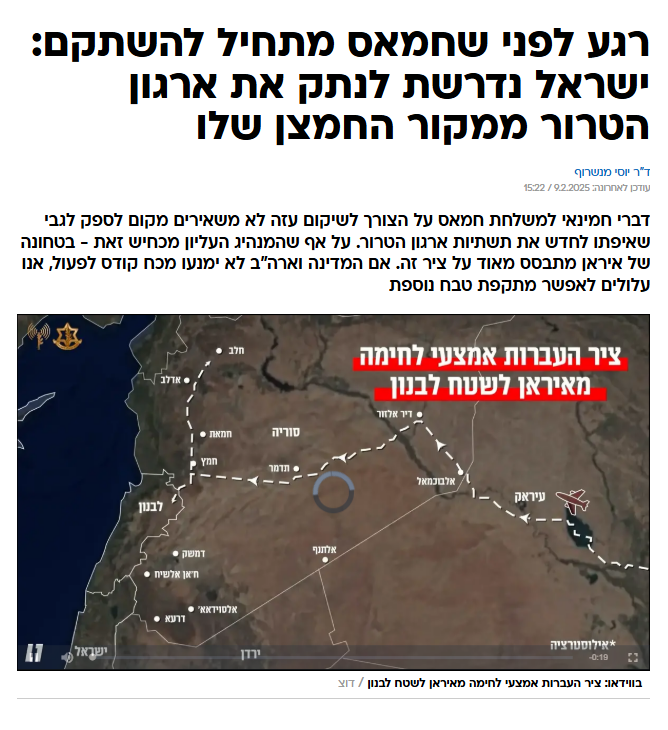 רגע לפני שחמאס מתחיל להשתקם:
ישראל נדרשת לנתק את ארגון
הטרור ממקור החמצן שלו
ד"ר יוסי מנשרוף
עודכן לאחרונה: 9.2.2025 / 15:22
דברי חמינאי למשלחת חמאס על הצורך לשיקום עזה לא משאירים מקום לספק לגבי
שאיפתו לחדש את תשתיות ארגון הטרור. על אף שהמנהיג העליון מכחיש זאת - בטחונה
של איראן מתבסס מאוד על ציר זה. אם המדינה וארה"ב לא ימנעו מכח קודס לפעול, אנו
עלולים לאפשר מתקפת טבח נוספת
ציר העברות אמצעי לחימה
מאיראן לשטח לבנון
חלב
אדלב
דיר אלזור
חמאת
סוריה
חמץ
תדמר
אלבוכמאל
עיראק
לבנון
דמשק
אלתנף
ח'אן אלשיח
אלסוידאא'
דרעא
*אילוסטרציה
ישראל
ירדן
-0:19
בווידאו: ציר העברות אמצעי לחימה מאיראן לשטח לבנון / דוצ